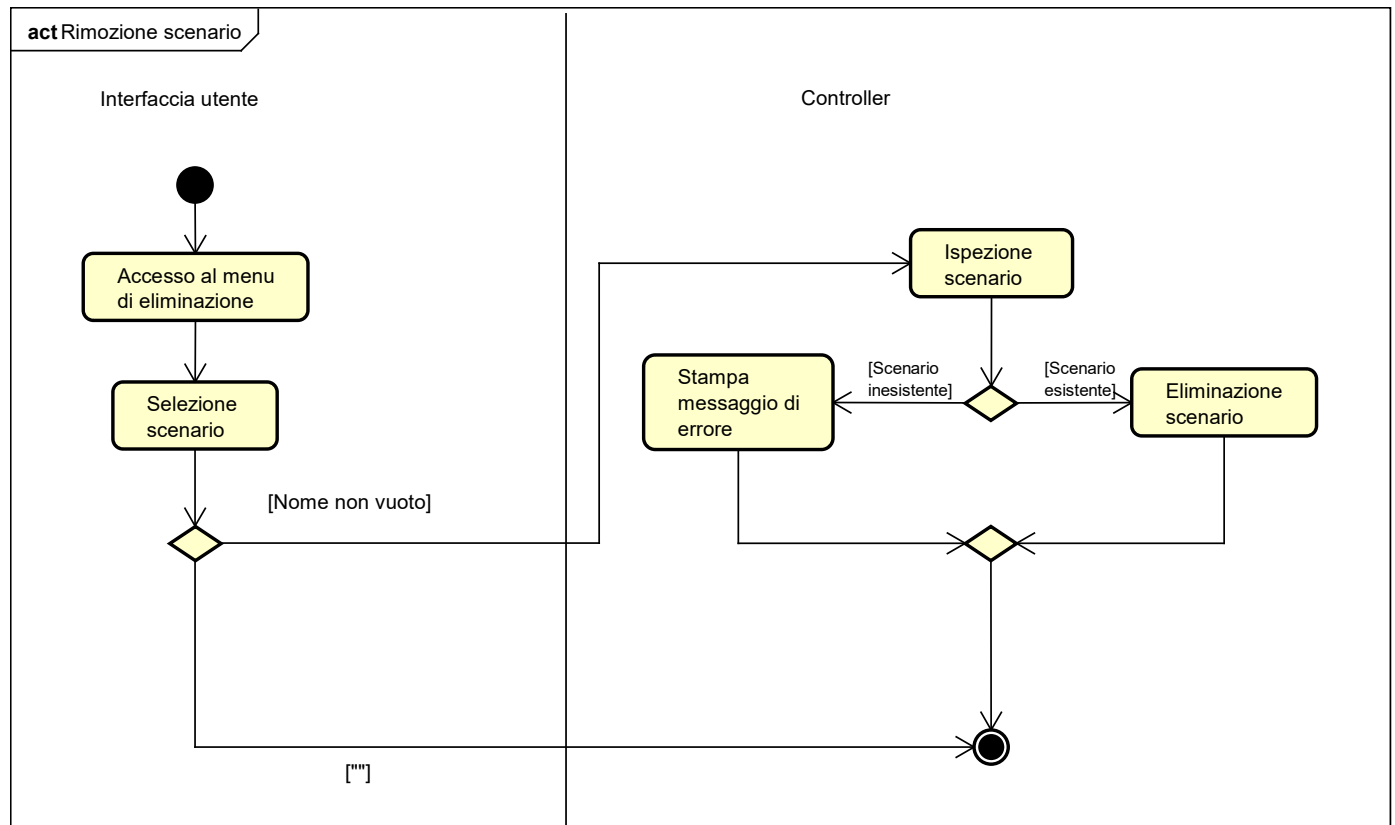 act Rimozione scenario
Interfaccia utente
Controller
Accesso al menu
di eliminazione
Selezione
scenario
[Nome non vuoto]
[""]
Ispezione
scenario
[Scenario
inesistente]
[Scenario
esistente]
Stampa
messaggio di
errore
Eliminazione
scenario